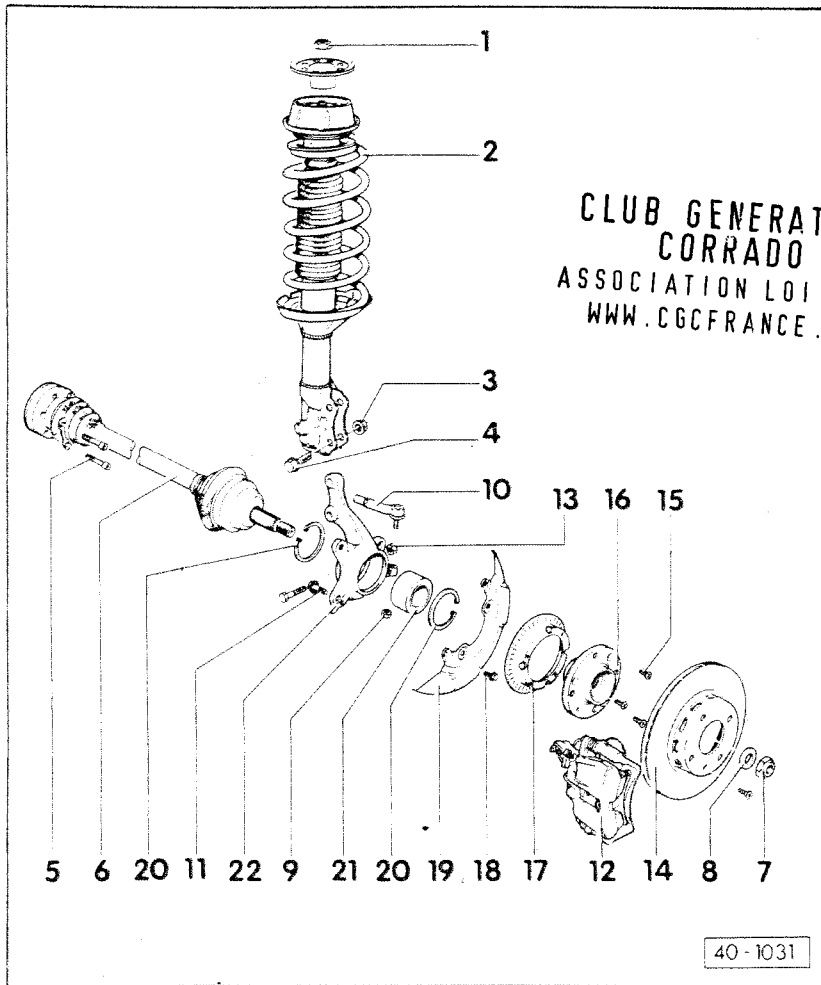 1
2
CLUB GENERAT
CORRADO
ASSOCIATION LOI
WWW.CGCFRANCE.
3
4
10
13 16 15
5 6 20 11 22 9 21 20 19 18 17 12 14 8 7
40-1031